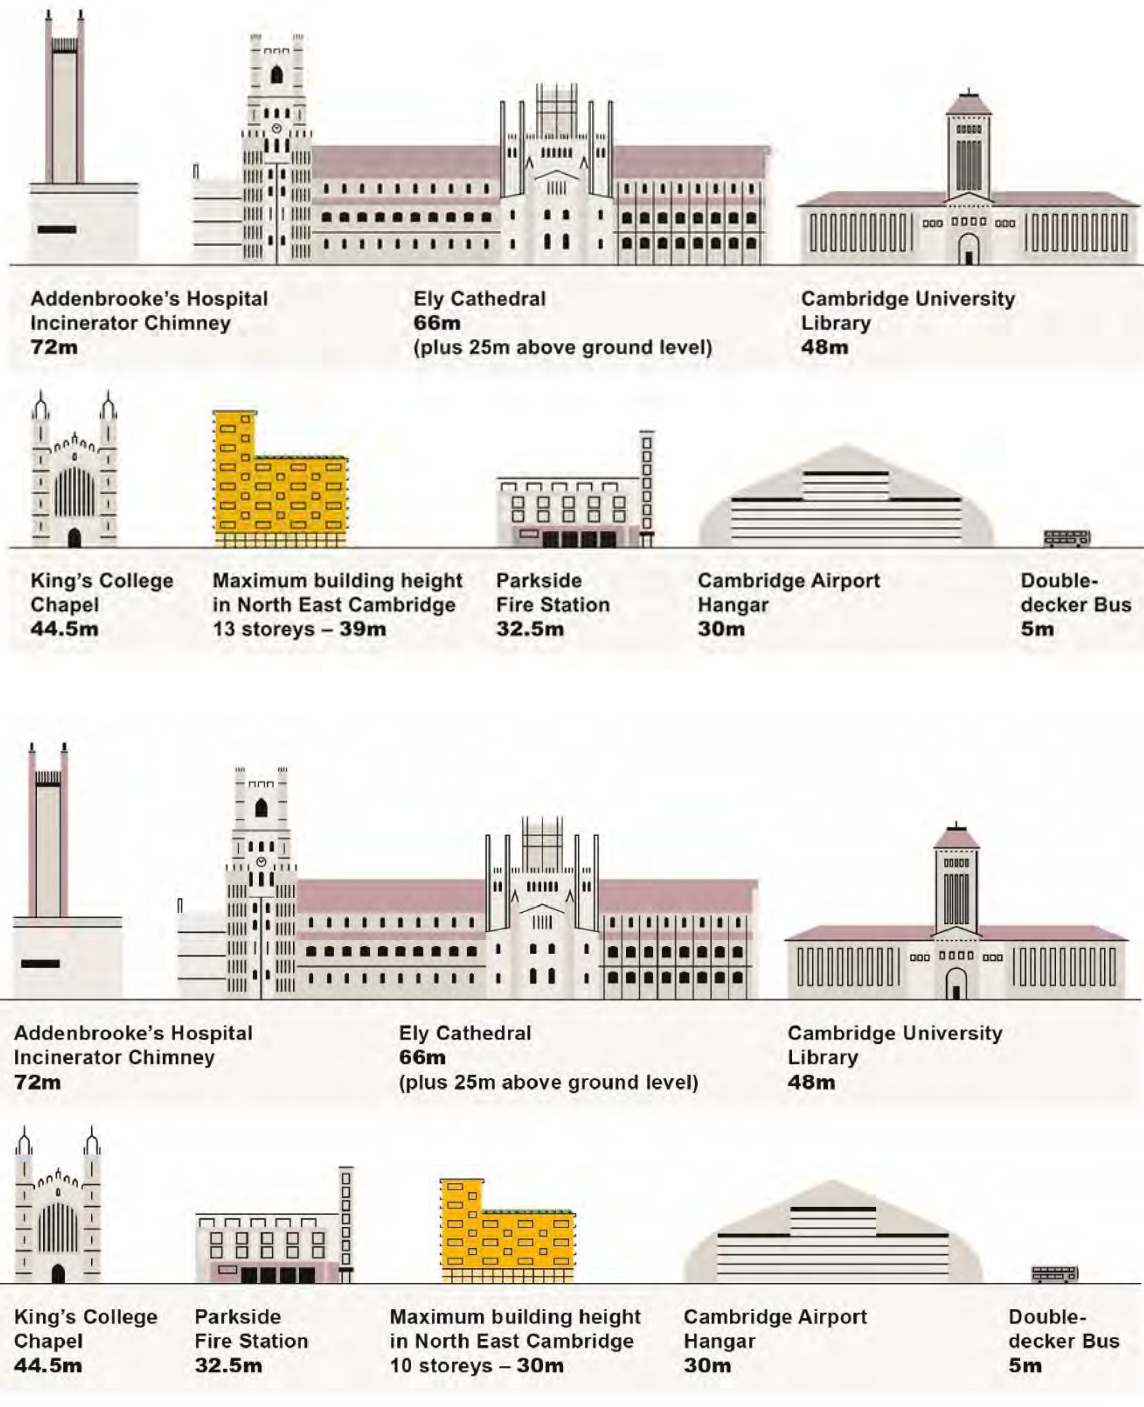 Addenbrooke's Hospital
Incinerator Chimney
72m
Ely Cathedral
66m
(plus 25m above ground level)
Cambridge University
Library
48m
King's College
Chapel
44.5m
Maximum building height
in North East Cambridge
13 storeys – 39m
Parkside
Fire Station
32.5m
Cambridge Airport
Hangar
30m
Double-
decker Bus
5m
Addenbrooke's Hospital
Incinerator Chimney
72m
Ely Cathedral
66m
(plus 25m above ground level)
Cambridge University
Library
48m
King's College
Chapel
44.5m
Parkside
Fire Station
32.5m
Maximum building height
in North East Cambridge
10 storeys – 30m
Cambridge Airport
Hangar
30m
Double-
decker Bus
5m